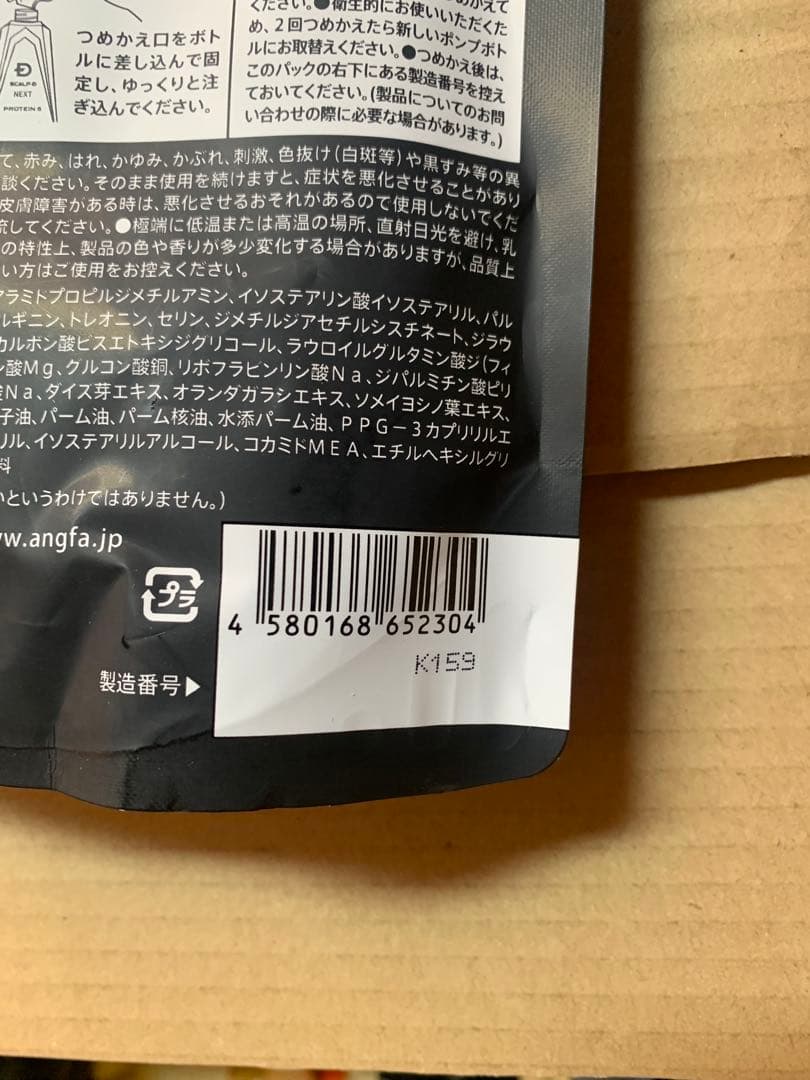 つめかえ口をボト
ルに差し込んで固
定し、ゆっくりと注
ぎ込んでください。
SCALP-D
NEXT
PROTEIN 5
ください。●衛生的にお使いいただくた
め、2回つめかえたら新しいポンプボト
ルにお取替えください。●つめかえ後は、
このパックの右下にある製造番号を控え
ておいてください。(製品についてのお問
い合わせの際に必要な場合があります。)
て、赤み、はれ、かゆみ、かぶれ、刺激、色抜け(白斑等)や黒ずみ等の異
談ください。そのまま使用を続けますと、症状を悪化させることがあり
皮膚障害がある時は、悪化させるおそれがあるので使用しないでくだ
流してください。●極端に低温または高温の場所、直射日光を避け、乳
の特性上、製品の色や香りが多少変化する場合がありますが、品質上
い方はご使用をお控えください。
アラミドプロピルジメチルアミン、イソステアリン酸イソステアリル、パル
ルギニン、トレオニン、セリン、ジメチルジアセチルシスチネート、ジラウ
カルボン酸ビスエトキシジグリコール、ラウロイルグルタミン酸ジ(フィ
ン酸Mg、グルコン酸銅、リボフラビンリン酸Na、ジパルミチン酸ピリ
酸Na、ダイズ芽エキス、オランダガラシエキス、ソメイヨシノ葉エキス、
子油、パーム油、パーム核油、水添パーム油、PPG－3カプリリルエ
リル、イソステアリルアルコール、コカミドMEA、エチルヘキシルグリ
料
いというわけではありません。)
w.angfa.jp
プラ
4 580168 652304
K159
製造番号▶